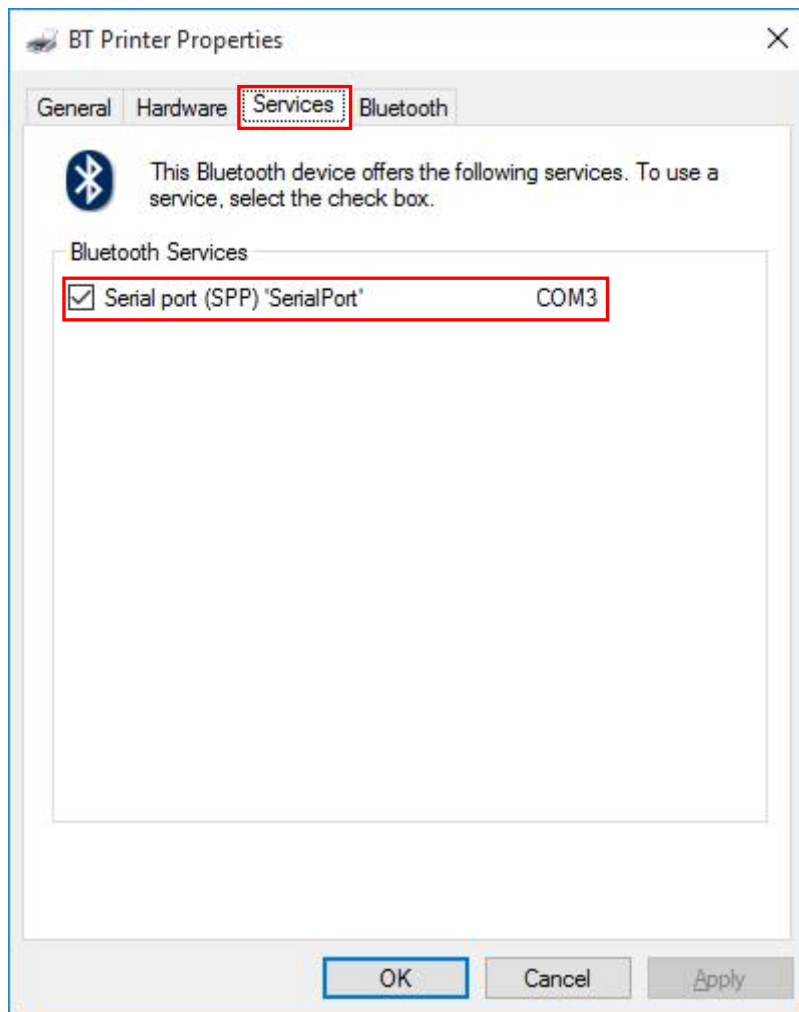 BT Printer Properties
General Hardware Services Bluetooth
This Bluetooth device offers the following services. To use a
service, select the check box.
Bluetooth Services
Serial port (SPP) 'SerialPort' COM3
OK Cancel Apply